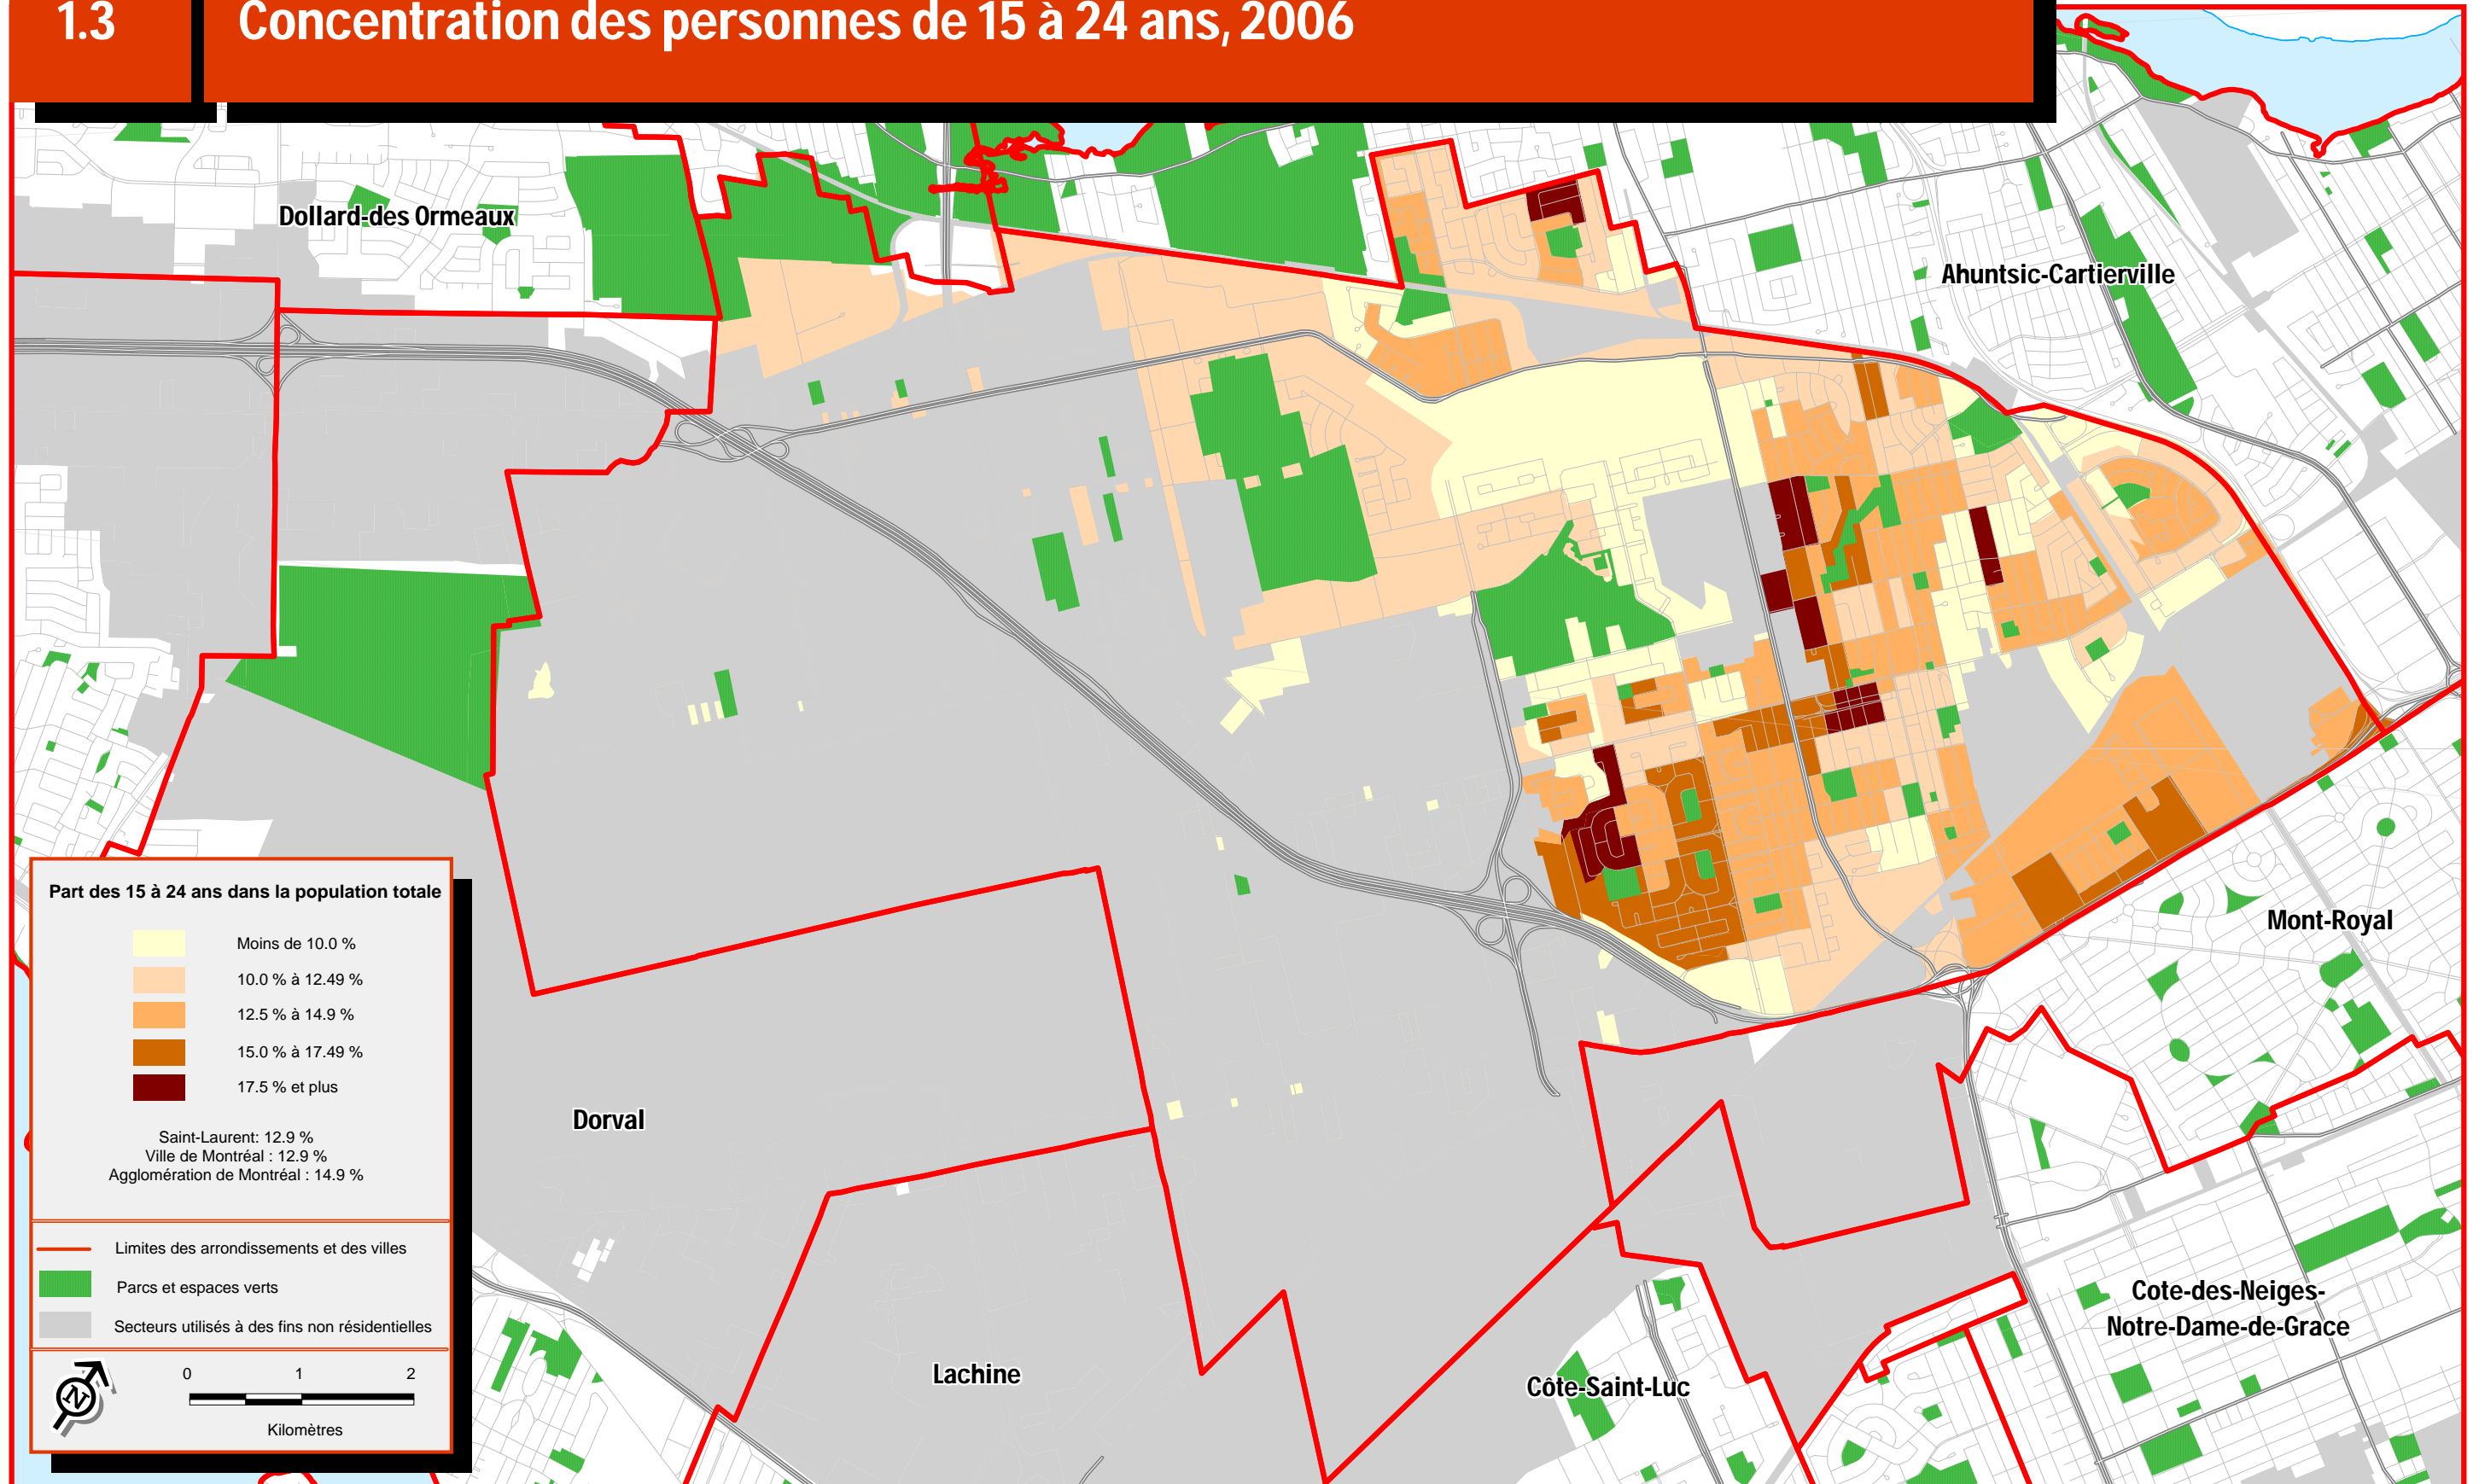 1.3
Concentration des personnes de 15 à 24 ans, 2006
Dollard-des Ormeaux
Ahuntsic-Cartierville
Mont-Royal
Dorval
Lachine
Côte-Saint-Luc
Cote-des-Neiges-
Notre-Dame-de-Grace
Part des 15 à 24 ans dans la population totale
Moins de 10.0 %
10.0 % à 12.49 %
12.5 % à 14.9 %
15.0 % à 17.49 %
17.5 % et plus
Saint-Laurent: 12.9 %
Ville de Montréal : 12.9 %
Agglomération de Montréal : 14.9 %
Limites des arrondissements et des villes
Parcs et espaces verts
Secteurs utilisés à des fins non résidentielles
N
0 1 2
Kilomètres